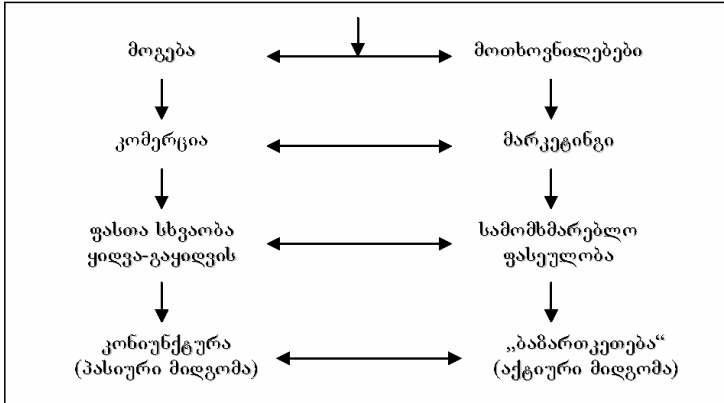 მოგება
მოთხოვნილებები
კომერცია
მარკეტინგი
ფასთა სხვაობა
ყიდვა-გაყიდვის
სამომხმარებლო
ფასეულობა
კონიუნქტურა
(პასიური მიდგომა)
„ბაზართკეთება“
(აქტიური მიდგომა)